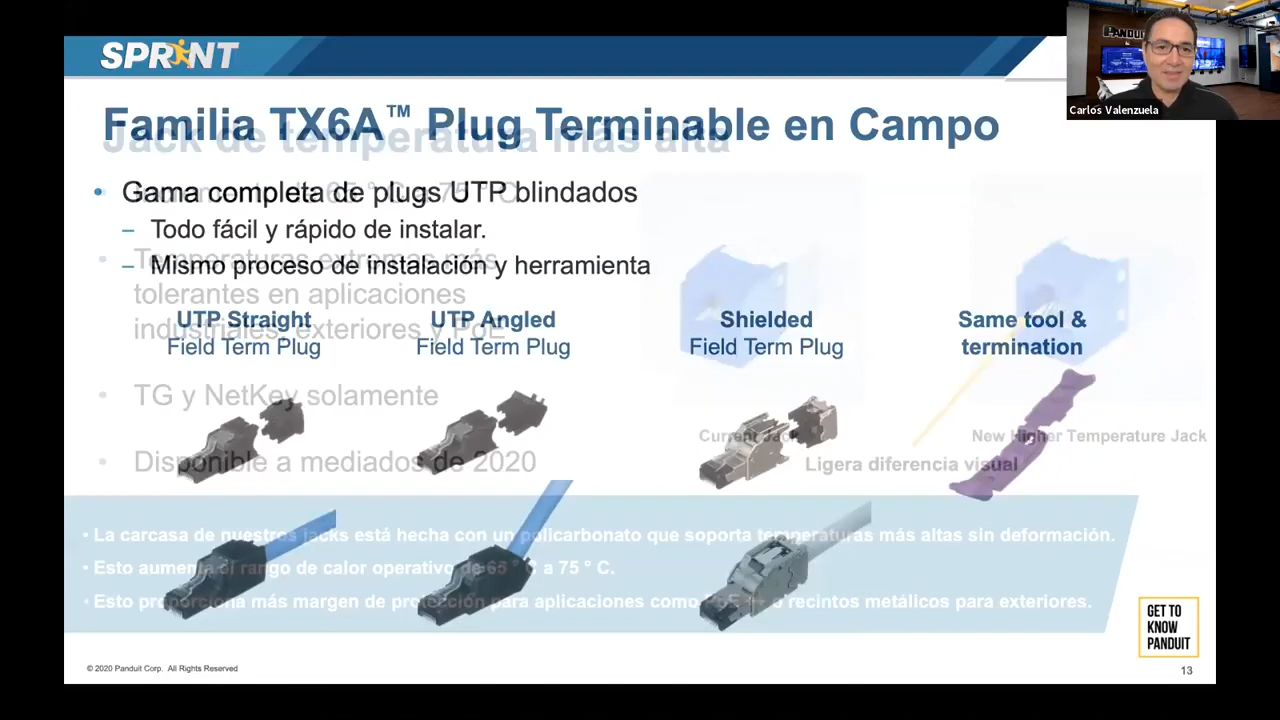 SPRINT
PANDUIT
Carlos Valenzuela
Familia TX6A™ Plug Terminable en Campo
Jack de temperatura más alta
Gama completa de plugs UTP blindados
Todo fácil y rápido de instalar.
Mismo proceso de instalación y herramienta
65 ° C a 75 ° C
Temperaturas extremas más
tolerantes en aplicaciones
industriales, exteriores y PoE
TG y NetKey solamente
Disponible a mediados de 2020
UTP Straight
Field Term Plug
UTP Angled
Field Term Plug
Shielded
Field Term Plug
Same tool &
termination
Current Jack
New Higher Temperature Jack
Ligera diferencia visual
• La carcasa de nuestros jacks está hecha con un policarbonato que soporta temperaturas más altas sin deformación.
• Esto aumenta el rango de calor operativo de 65 ° C a 75 ° C.
• Esto proporciona más margen de protección para aplicaciones como PoE ++ o recintos metálicos para exteriores.
GET TO
KNOW
PANDUIT
© 2020 Panduit Corp. All Rights Reserved
13